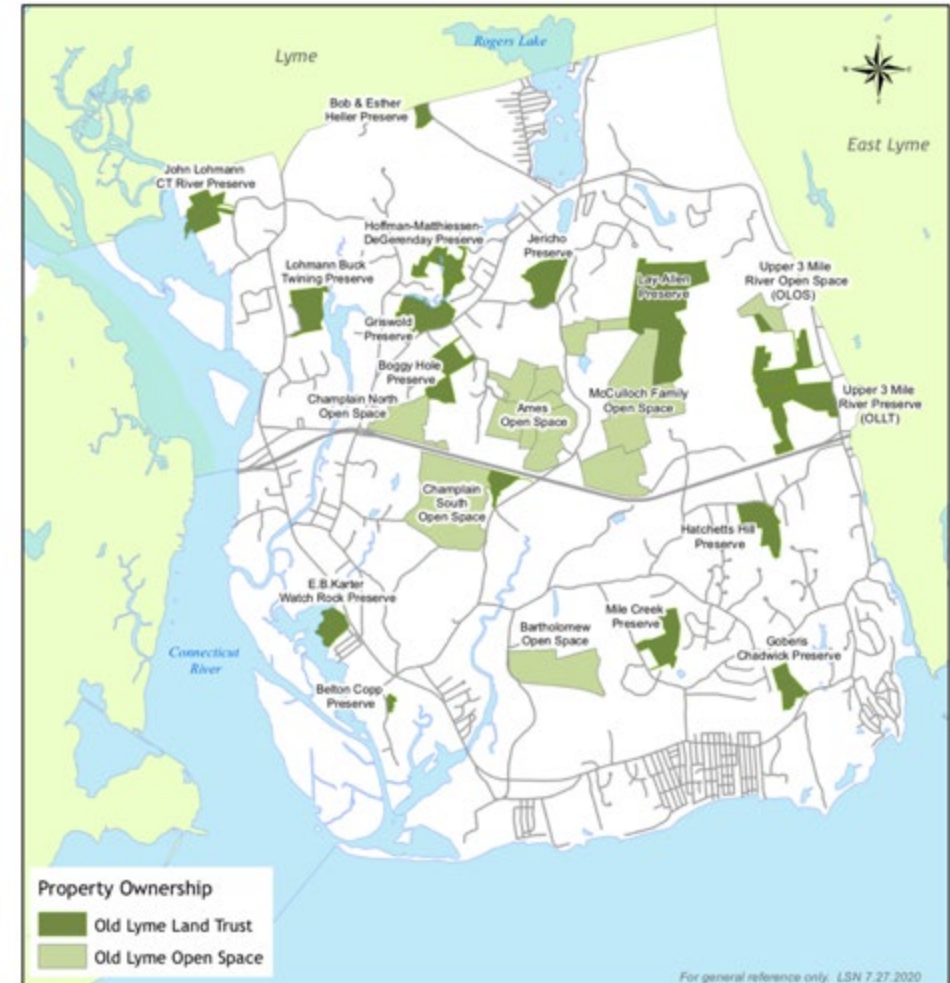 Rogers Lake
Lyme
N
W
E
S
East Lyme
Bob & Esther
Heller Preserve
John Lohmann
CT River Preserve
Hoffman-Matthiessen-
DeGerenday Preserve
Jericho
Preserve
Lohmann Buck
Twining Preserve
Lay Allen
Preserve
Upper 3 Mile
River Open Space
(OLOS)
Griswold
Preserve
Boggy Hole
Preserve
Champlain North
Open Space
Ames
Open Space
McCulloch Family
Open Space
Upper 3 Mile
River Preserve
(OLLT)
Champlain
South
Open Space
Hatchetts Hill
Preserve
E.B.Karter
Watch Rock Preserve
Mile Creek
Preserve
Bartholomew
Open Space
Goberis
Chadwick Preserve
Connecticut
River
Belton Copp
Preserve
Property Ownership
Old Lyme Land Trust
Old Lyme Open Space
For general reference only. LSN 7.27.2020